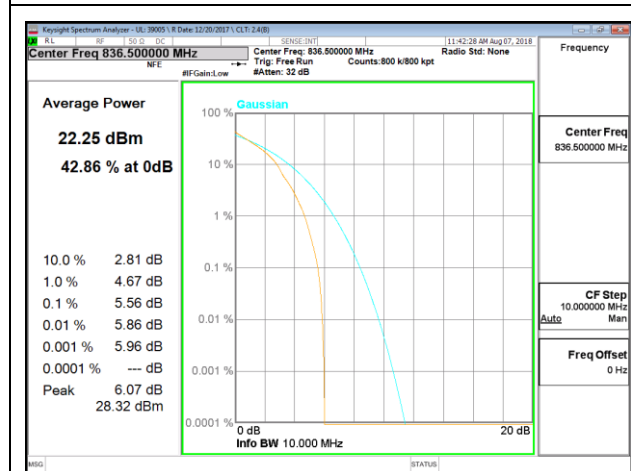 Keysight Spectrum Analyzer - UL: 39005 \ R Date: 12/20/2017 \ CLT: 2.4(B)
RL RF 50 Ω DC SENSE:INT 11:42:28 AM Aug 07, 2018
Center Freq 836.500000 MHz
NFE
#IFGain:Low
Center Freq: 836.500000 MHz Radio Std: None
Trig: Free Run Counts:800 k/800 kpt
#Atten: 32 dB
Average Power
22.25 dBm
42.86 % at 0dB
10.0 % 2.81 dB
1.0 % 4.67 dB
0.1 % 5.56 dB
0.01 % 5.86 dB
0.001 % 5.96 dB
0.0001 % --- dB
Peak 6.07 dB
28.32 dBm
Gaussian
100 %
10 %
1 %
0.1 %
0.01 %
0.001 %
0.0001 %
0 dB 20 dB
Info BW 10.000 MHz
Frequency
Center Freq
836.500000 MHz
CF Step
10.000000 MHz
Auto Man
Freq Offset
0 Hz
MSG STATUS